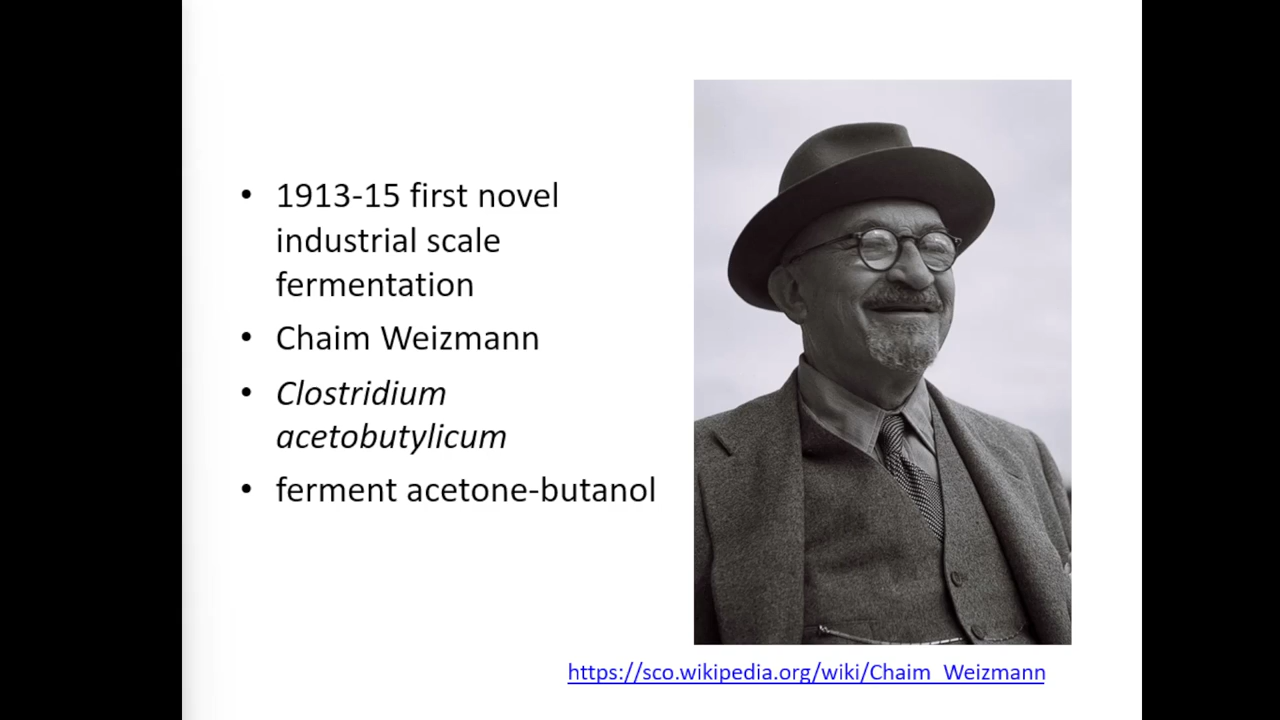 • 1913-15 first novel
industrial scale
fermentation
• Chaim Weizmann
• Clostridium
acetobutylicum
• ferment acetone-butanol
https://sco.wikipedia.org/wiki/Chaim_Weizmann